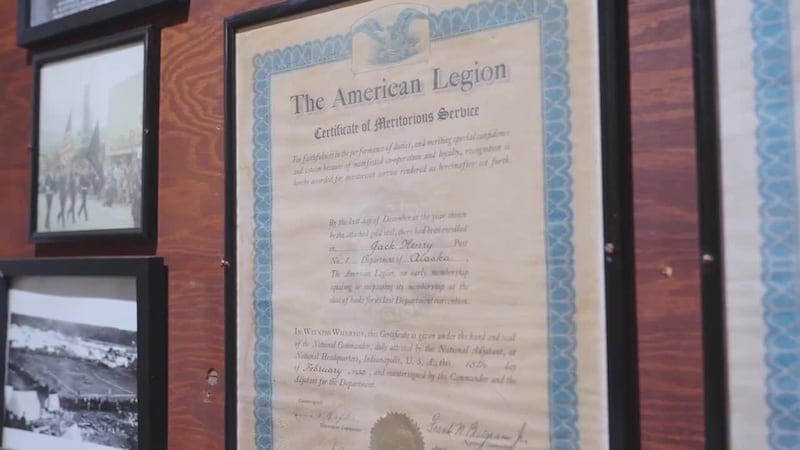 The American Legion
Certificate of Meritorious Service
For faithfulness in the performance of duties, and meriting special confidence
and esteem because of manifested co-operation and loyalty, recognition is
hereby accorded for meritorious service rendered as hereinafter set forth.
By the last day of December in the year shown
by the attached gold seal, there had been enrolled
in Jack Henry Post
No. 1 Department of Alaska,
The American Legion, an early membership
equaling or surpassing its membership at the
close of books for its last Department convention.
IN WITNESS WHEREOF, this Certificate is given under the hand and seal
of the National Commander, duly attested by the National Adjutant, at
National Headquarters, Indianapolis, U. S. A., this 18th day
of February, and countersigned by the Commander and the
Adjutant for the Department.
Countersigned: